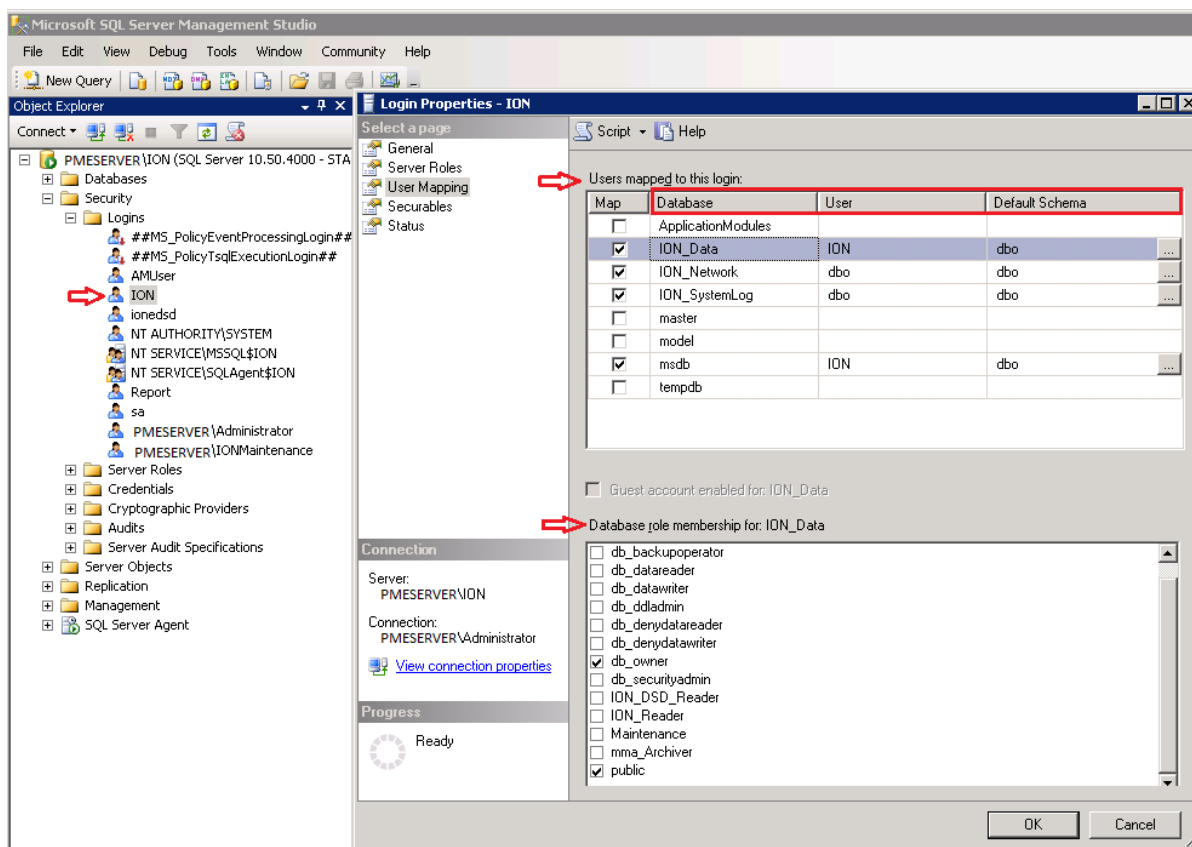 Microsoft SQL Server Management Studio
File Edit View Debug Tools Window Community Help
New Query
Object Explorer
Connect
PMESERVER\ION (SQL Server 10.50.4000 - STA
Databases
Security
Logins
##MS_PolicyEventProcessingLogin##
##MS_PolicyTsqlExecutionLogin##
AMUser
ION
ionedsd
NT AUTHORITY\SYSTEM
NT SERVICE\MSSQL$ION
NT SERVICE\SQLAgent$ION
Report
sa
PMESERVER\Administrator
PMESERVER\IONMaintenance
Server Roles
Credentials
Cryptographic Providers
Audits
Server Audit Specifications
Server Objects
Replication
Management
SQL Server Agent
Login Properties - ION
Select a page
General
Server Roles
User Mapping
Securables
Status
Connection
Server:
PMESERVER\ION
Connection:
PMESERVER\Administrator
View connection properties
Progress
Ready
Script Help
Users mapped to this login:
Map Database User Default Schema
ApplicationModules
ION_Data ION dbo ...
ION_Network dbo dbo ...
ION_SystemLog dbo dbo ...
master
model
msdb ION dbo ...
tempdb
Guest account enabled for: ION_Data
Database role membership for: ION_Data
db_backupoperator
db_datareader
db_datawriter
db_ddladmin
db_denydatareader
db_denydatawriter
db_owner
db_securityadmin
ION_DSD_Reader
ION_Reader
Maintenance
mma_Archiver
public
OK Cancel